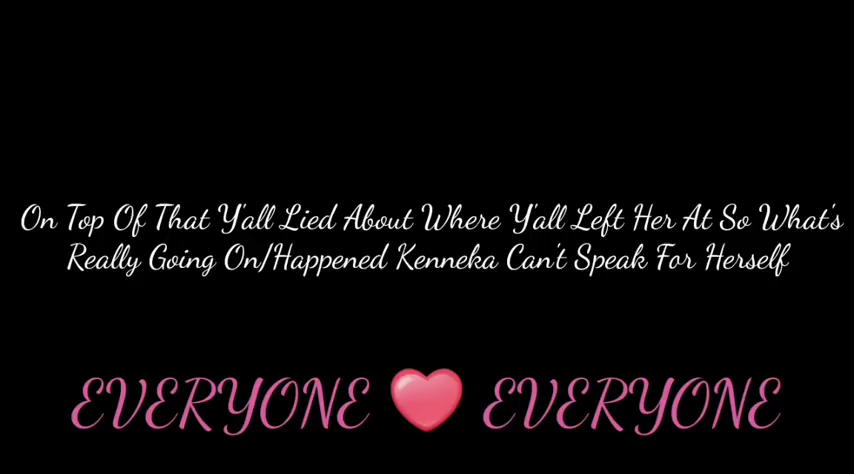 On Top Of That Y'all Lied About Where Y'all Left Her At So What's
Really Going On/Happened Kenneka Can't Speak For Herself
EVERYONE ❤ EVERYONE